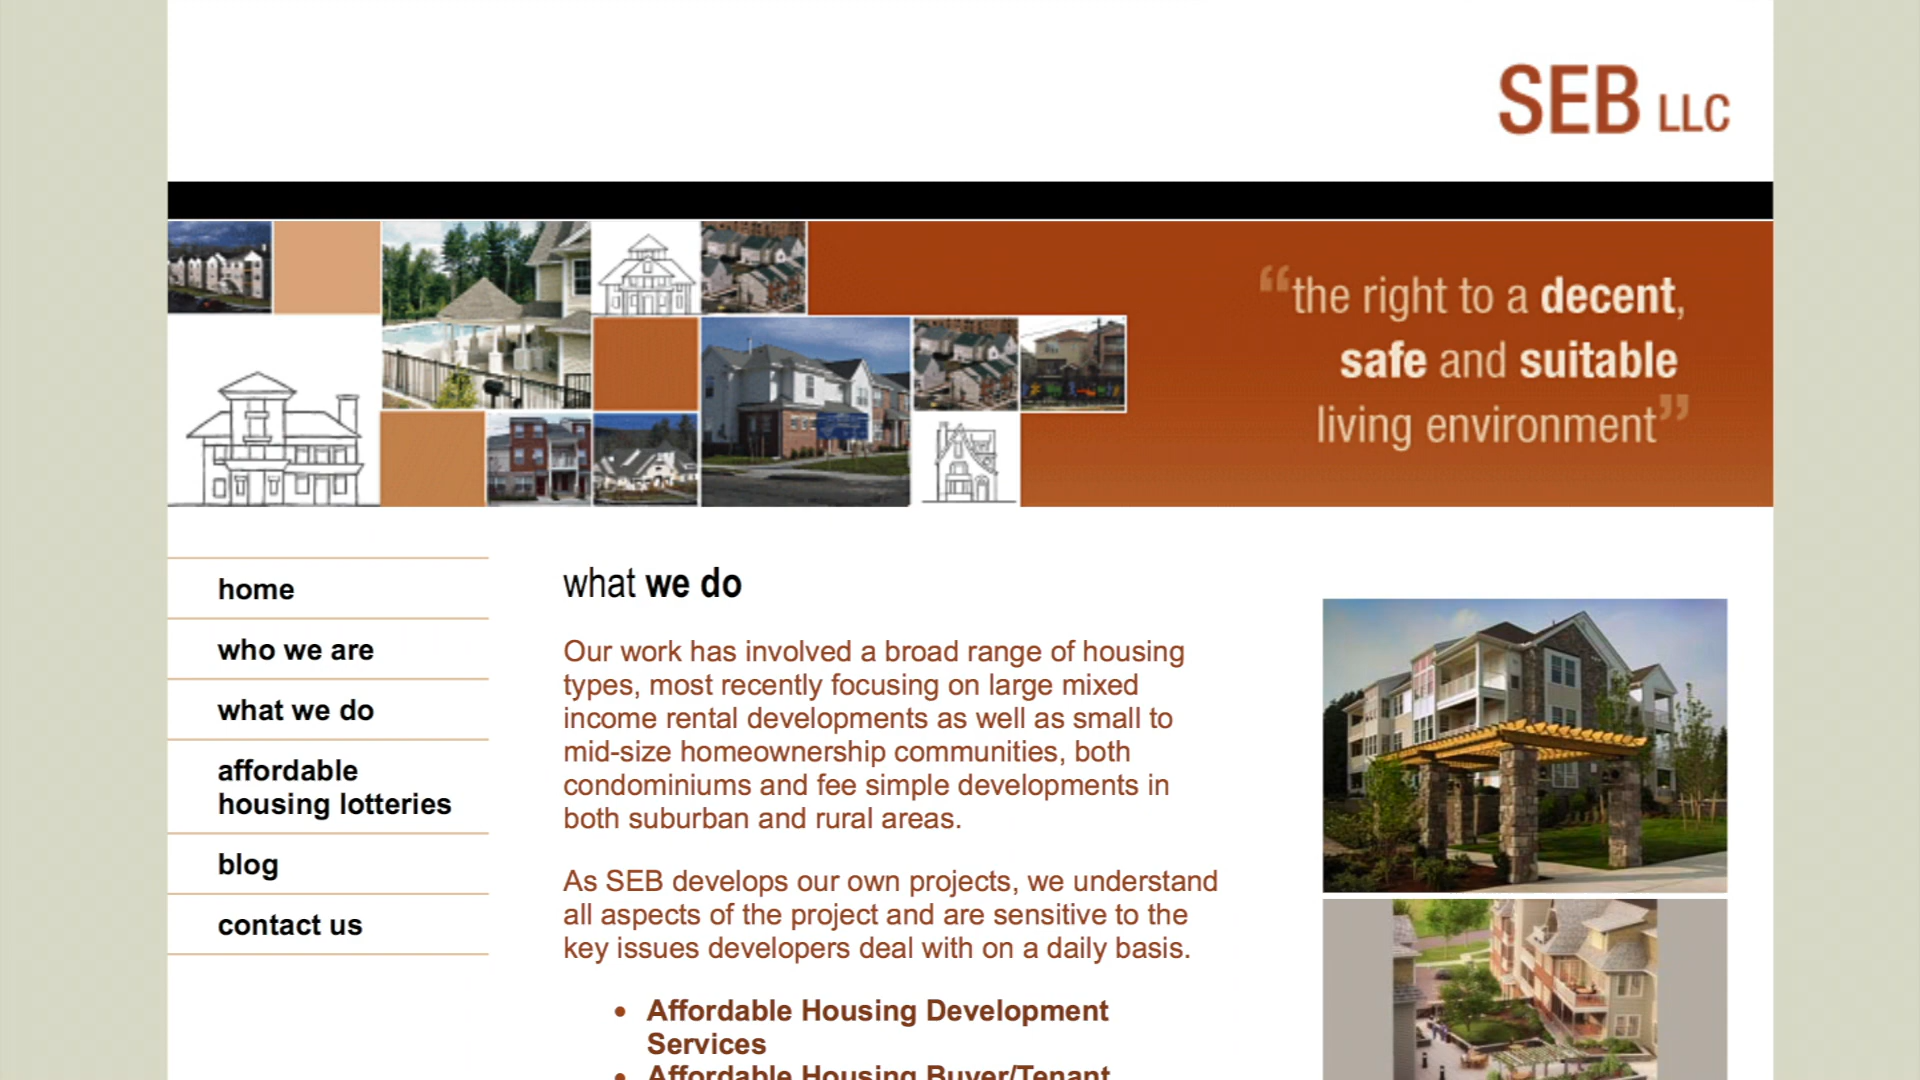 SEB LLC
“the right to a decent,
safe and suitable
living environment”
home
who we are
what we do
affordable
housing lotteries
blog
contact us
what we do
Our work has involved a broad range of housing
types, most recently focusing on large mixed
income rental developments as well as small to
mid-size homeownership communities, both
condominiums and fee simple developments in
both suburban and rural areas.
As SEB develops our own projects, we understand
all aspects of the project and are sensitive to the
key issues developers deal with on a daily basis.
• Affordable Housing Development
Services
• Affordable Housing Buyer/Tenant